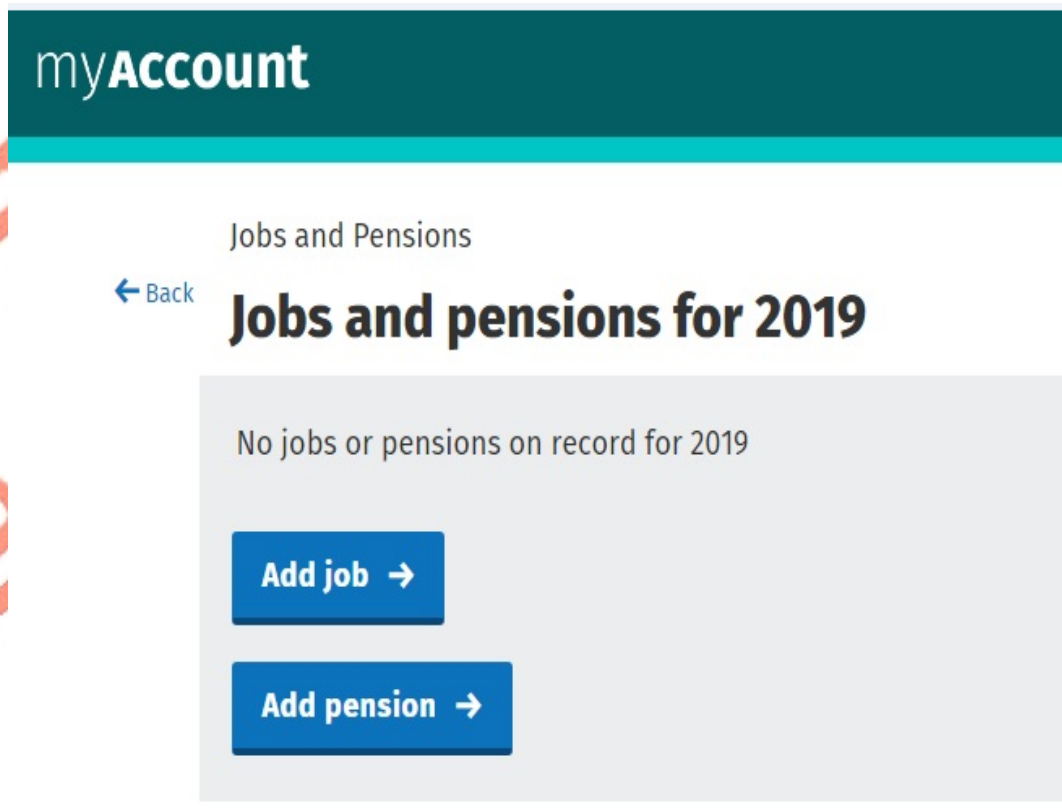 myAccount
Jobs and Pensions
Back
Jobs and pensions for 2019
No jobs or pensions on record for 2019
Add job
Add pension